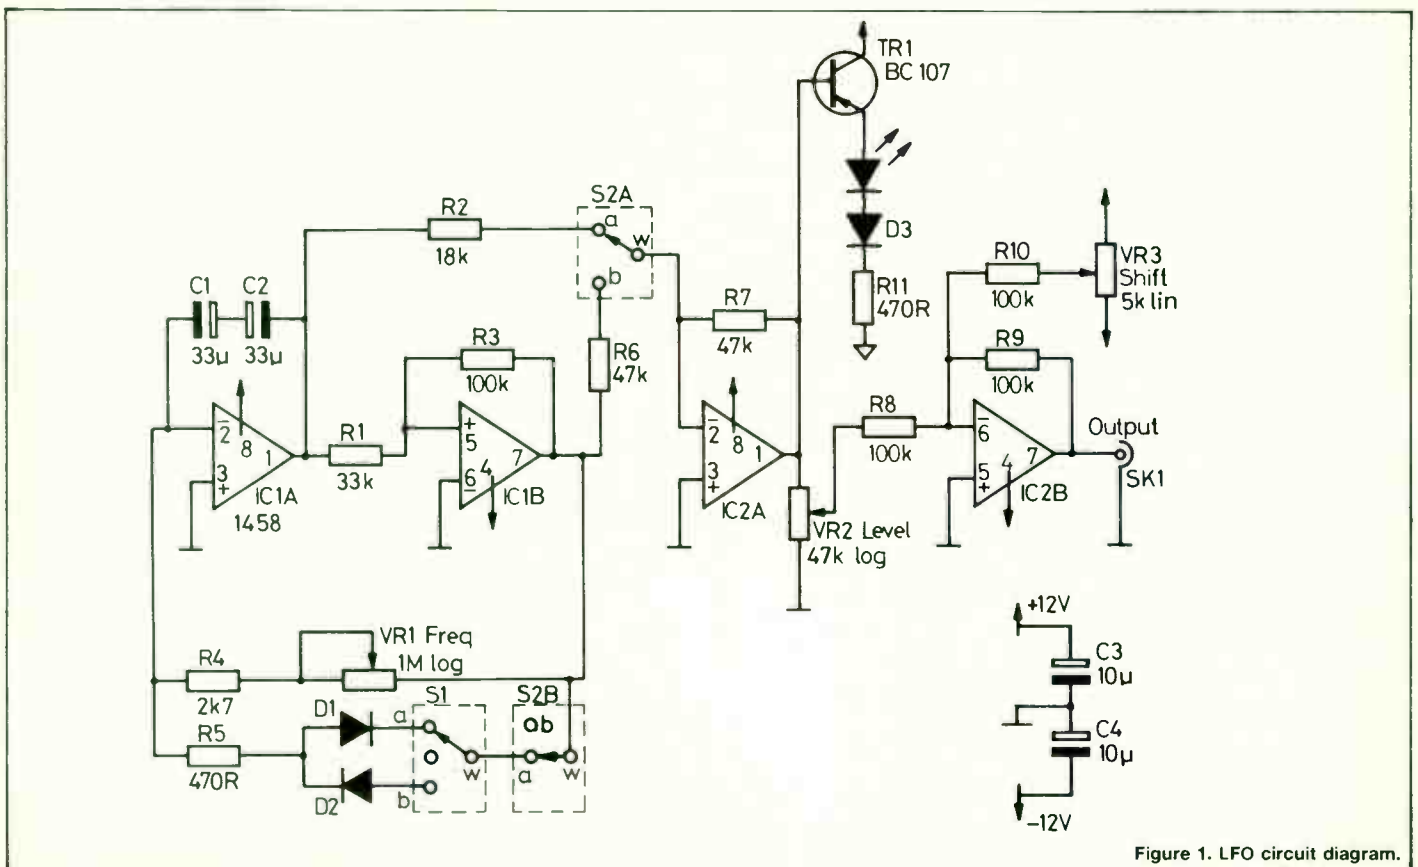 TR1
BC 107
S2A
a
w
b
R2
18k
D3
R11
470R
R10
100k
VR3
Shift
5k lin
C1
C2
33µ
33µ
R7
47k
R3
100k
R6
47k
R9
100k
R8
100k
Output
SK1
−
2
8
1
3
+
IC1A
1458
R1
33k
+
5
4
7
6
−
IC1B
−
2
8
1
3
+
IC2A
VR2 Level
47k log
−
6
4
7
5
+
IC2B
VR1 Freq
1M log
R4
2k7
R5
470R
D1
D2
S1
a
w
b
S2B
b
a
w
+12V
C3
10µ
C4
10µ
−12V
Figure 1. LFO circuit diagram.